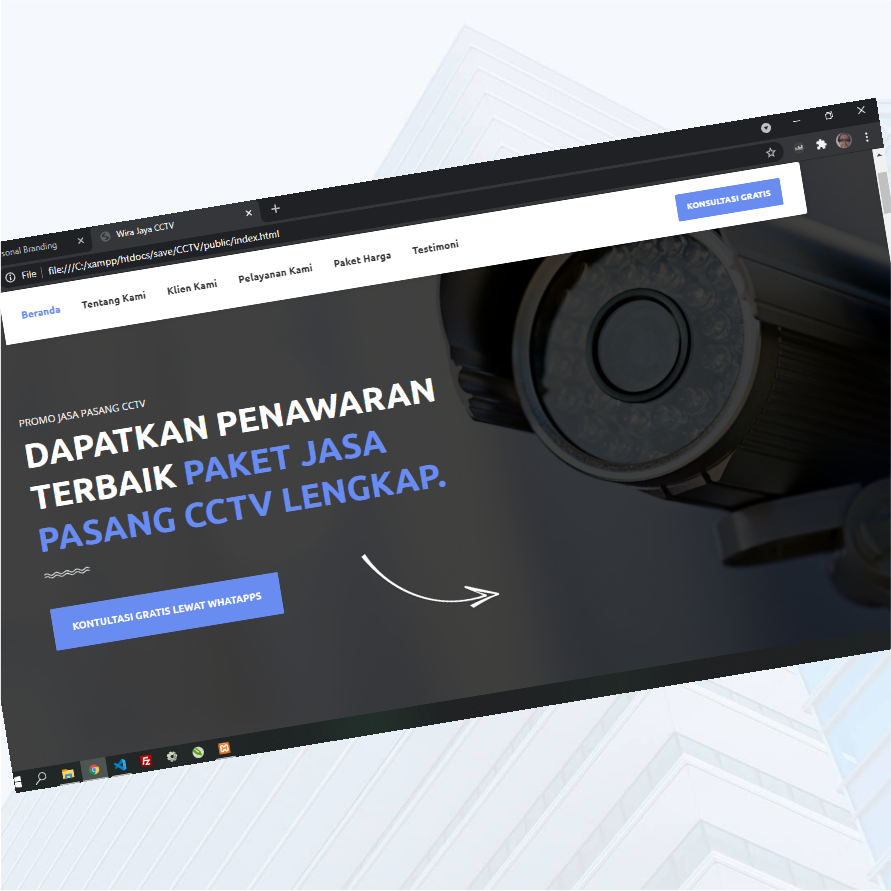 sonal Branding
Wira Jaya CCTV
File
file:///C:/xampp/htdocs/save/CCTV/public/index.html
Beranda Tentang Kami Klien Kami Pelayanan Kami Paket Harga Testimoni
KONSULTASI GRATIS
PROMO JASA PASANG CCTV
DAPATKAN PENAWARAN
TERBAIK PAKET JASA
PASANG CCTV LENGKAP.
KONTULTASI GRATIS LEWAT WHATAPPS